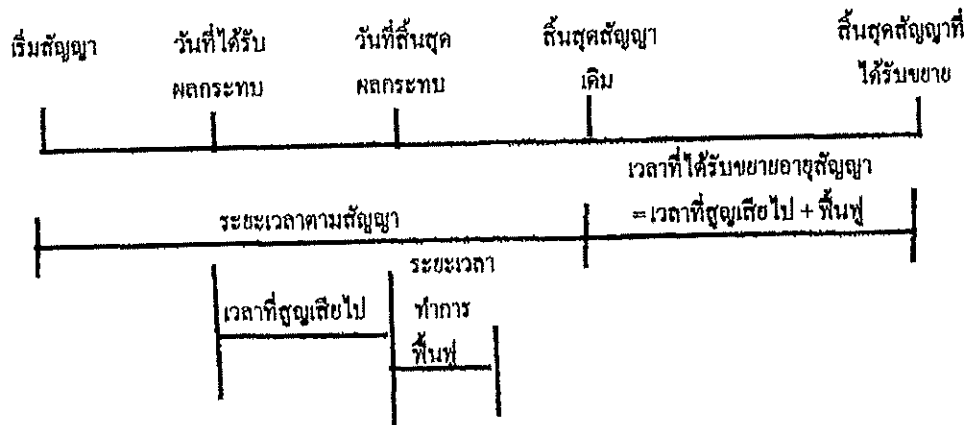 เริ่มสัญญา
วันที่ได้รับ
ผลกระทบ
วันที่สิ้นสุด
ผลกระทบ
สิ้นสุดสัญญา
เดิม
สิ้นสุดสัญญาที่
ได้รับขยาย
เวลาที่ได้รับขยายอายุสัญญา
=เวลาที่สูญเสียไป + ฟื้นฟู
ระยะเวลาตามสัญญา
เวลาที่สูญเสียไป
ระยะเวลา
ทำการ
ฟื้นฟู